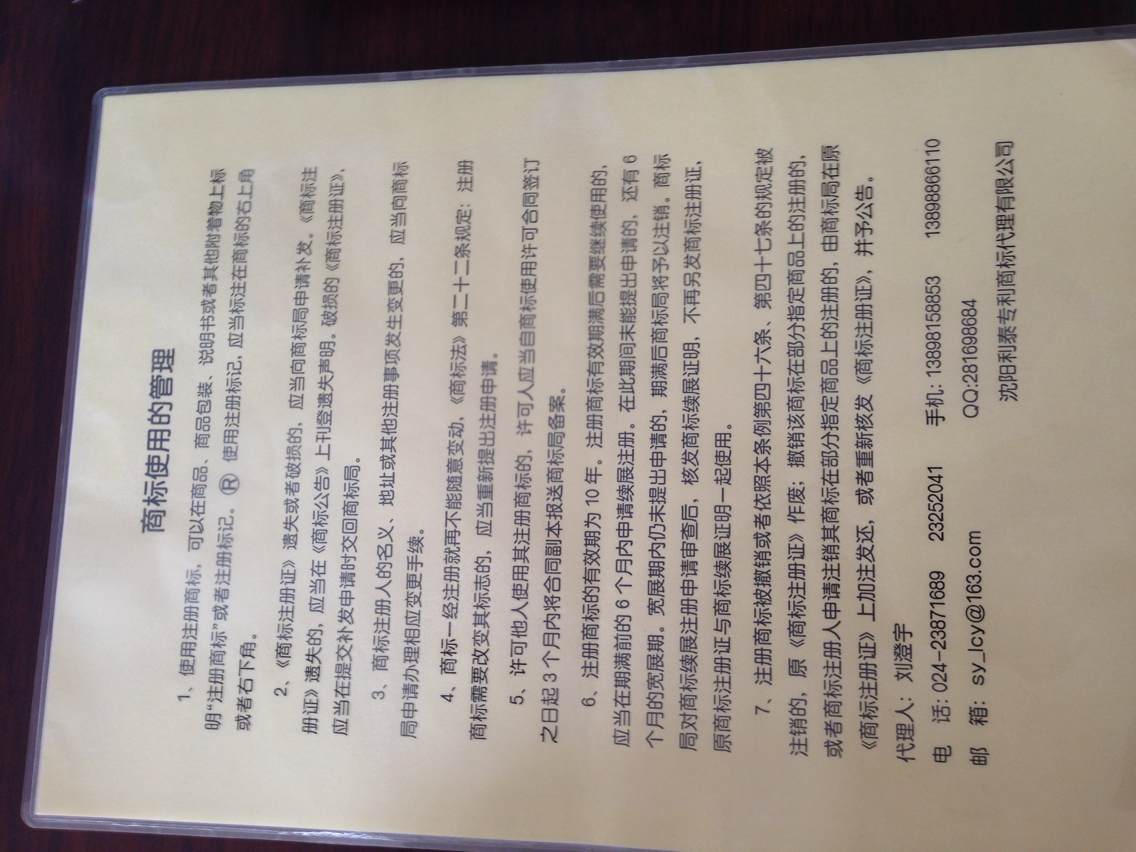 商标使用的管理
1、使用注册商标，可以在商品、商品包装、说明书或者其他附着物上标
明“注册商标”或者注册标记。Ⓡ 使用注册标记，应当标注在商标的右上角
或者右下角。
2、《商标注册证》遗失或者破损的，应当向商标局申请补发。《商标注
册证》遗失的，应当在《商标公告》上刊登遗失声明。破损的《商标注册证》，
应当在提交补发申请时交回商标局。
3、商标注册人的名义、地址或其他注册事项发生变更的，应当向商标
局申请办理相应变更手续。
4、商标一经注册就再不能随意变动，《商标法》第二十二条规定：注册
商标需要改变其标志的，应当重新提出注册申请。
5、许可他人使用其注册商标的，许可人应当自商标使用许可合同签订
之日起3个月内将合同副本报送商标局备案。
6、注册商标的有效期为10年。注册商标有效期满后需要继续使用的，
应当在期满前的6个月内申请续展注册。在此期间未能提出申请的，还有6
个月的宽展期。宽展期内仍未提出申请的，期满后商标局将予以注销。商标
局对商标续展注册申请审查后，核发商标续展证明，不再另发商标注册证，
原商标注册证与商标续展证明一起使用。
7、注册商标被撤销或者依照本条例第四十六条、第四十七条的规定被
注销的，原《商标注册证》作废；撤销该商标在部分指定商品上的注册的，
或者商标注册人申请注销其商标在部分指定商品上的注册的，由商标局在原
《商标注册证》上加注发还，或者重新核发《商标注册证》，并予公告。
代理人：刘澄宇
电 话: 024-23871689 23252041 手机: 13898158853 13898866110
邮 箱: sy_lcy@163.com QQ:281698684
沈阳利泰专利商标代理有限公司